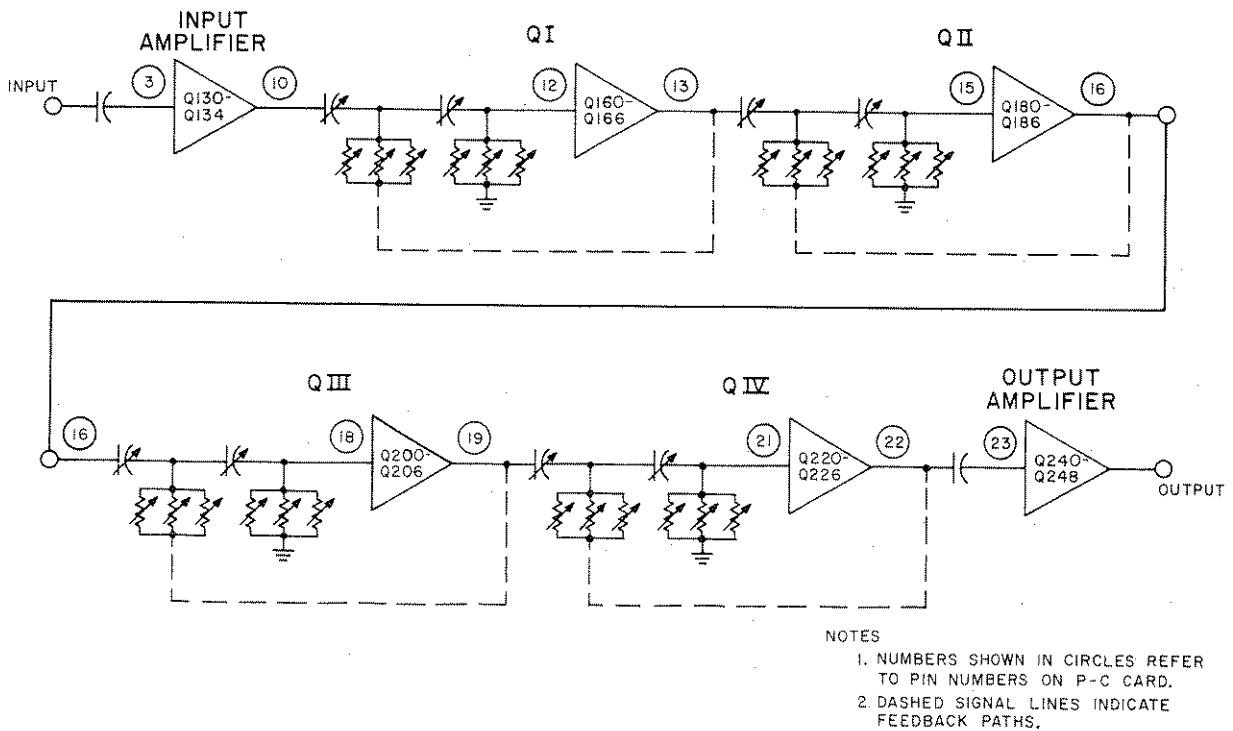 INPUT
AMPLIFIER
QI
QII
INPUT
3
Q130-
Q134
10
12
Q160-
Q166
13
15
Q180-
Q186
16
QIII
QIV
OUTPUT
AMPLIFIER
16
18
Q200-
Q206
19
21
Q220-
Q226
22
23
Q240-
Q248
OUTPUT
NOTES
1. NUMBERS SHOWN IN CIRCLES REFER
TO PIN NUMBERS ON P-C CARD.
2. DASHED SIGNAL LINES INDICATE
FEEDBACK PATHS.